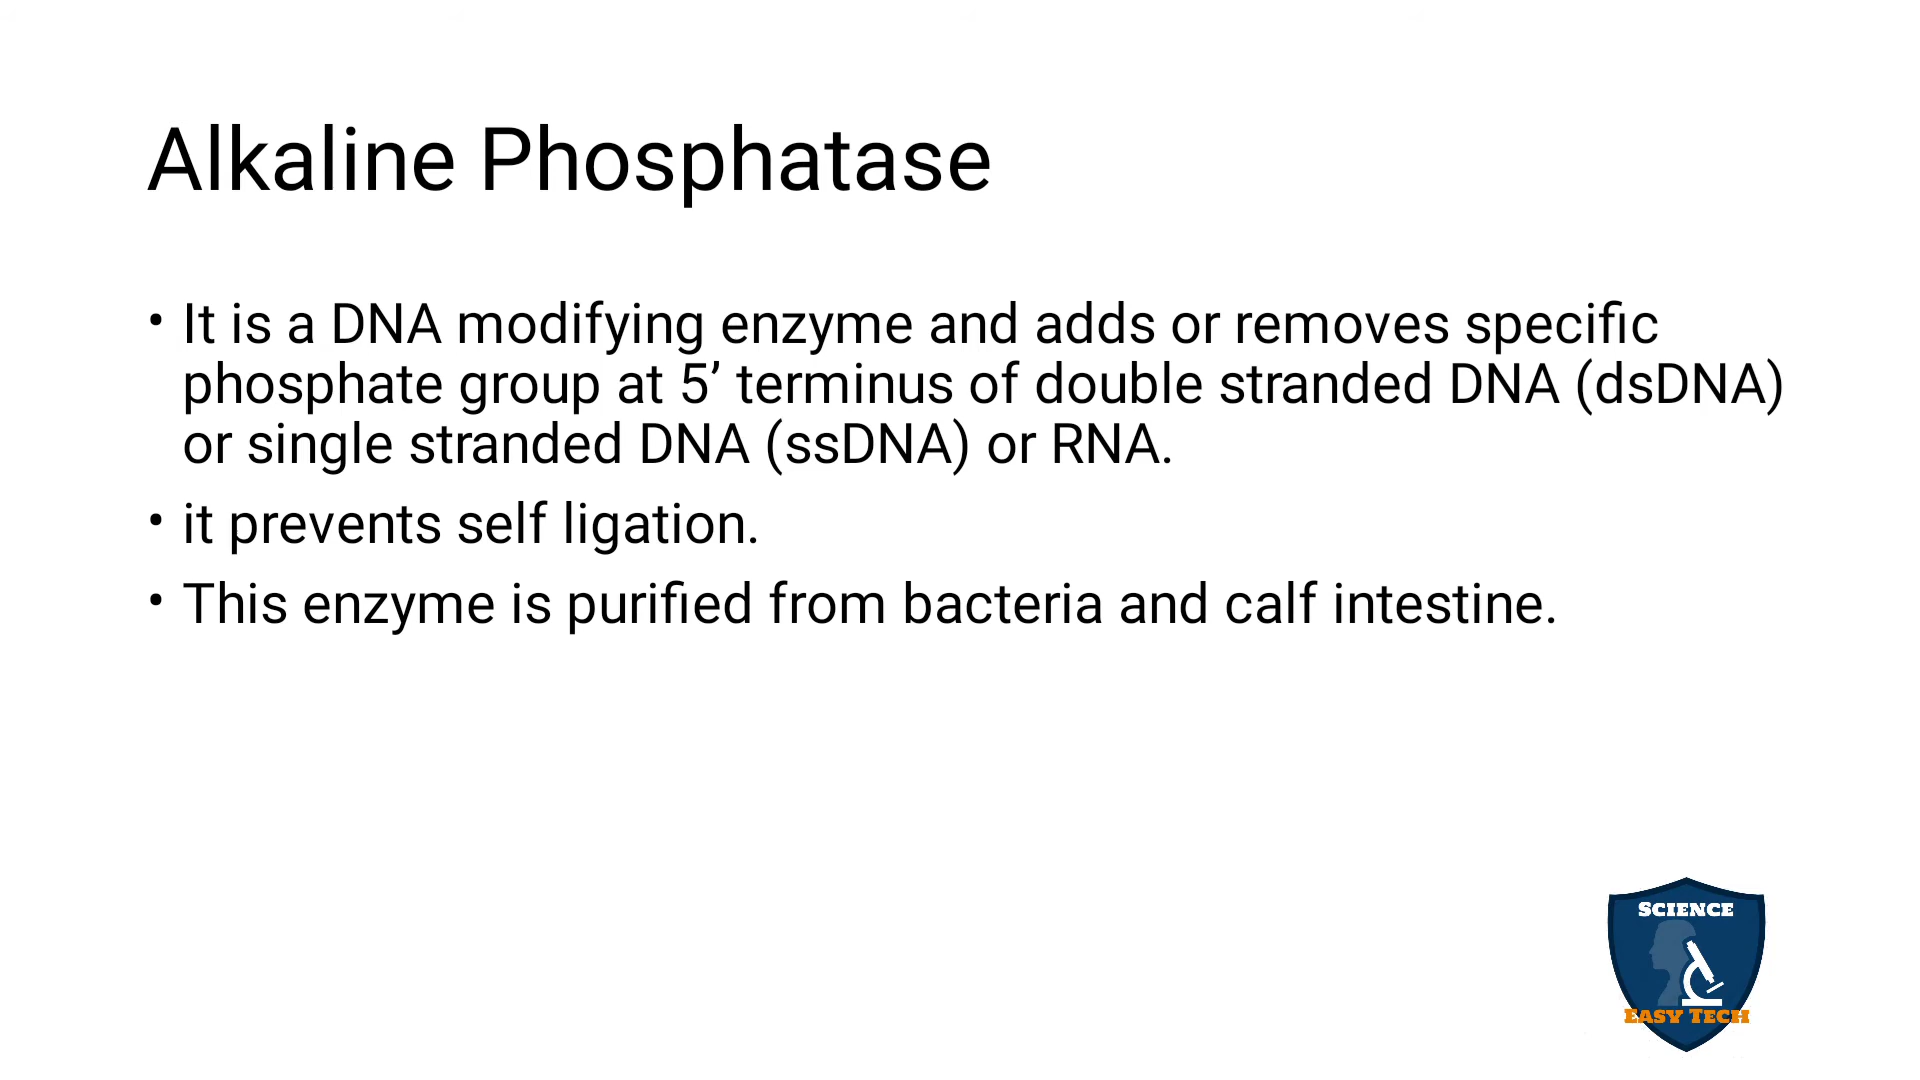 Alkaline Phosphatase
• It is a DNA modifying enzyme and adds or removes specific
phosphate group at 5’ terminus of double stranded DNA (dsDNA)
or single stranded DNA (ssDNA) or RNA.
• it prevents self ligation.
• This enzyme is purified from bacteria and calf intestine.
SCIENCE
EASY TECH